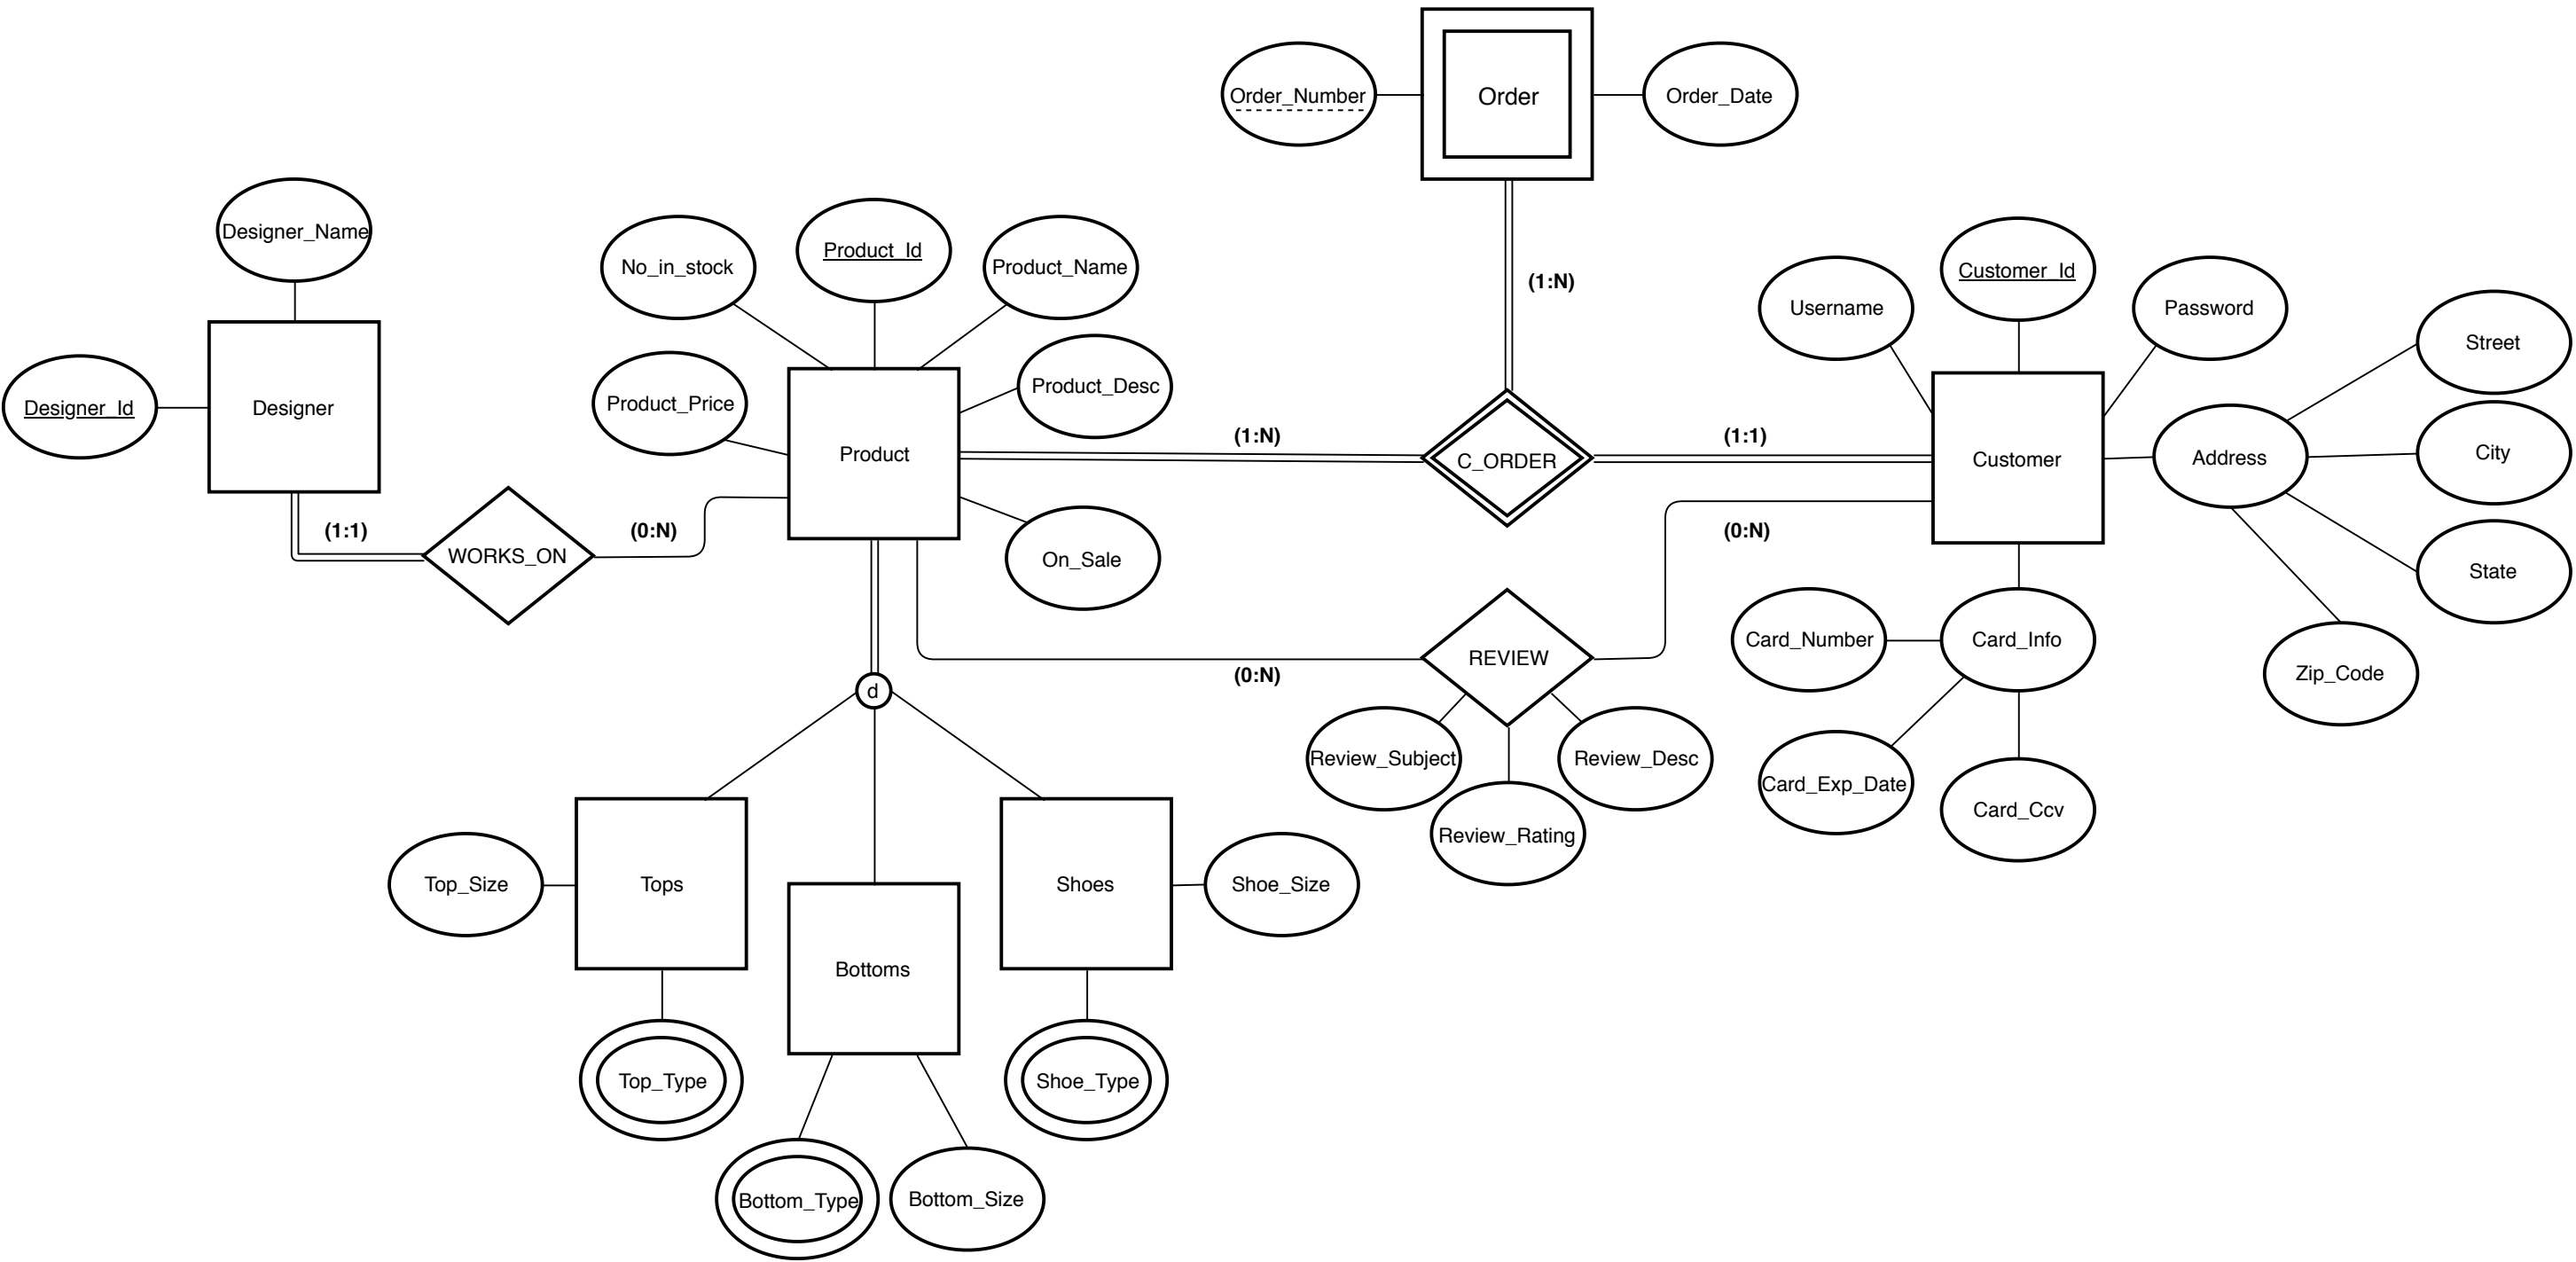 Order_Number
Order
Order_Date
Designer_Name
No_in_stock
Product_Id
Product_Name
(1:N)
Username
Customer_Id
Password
Street
Designer_Id
Designer
Product_Price
Product
Product_Desc
(1:N)
C_ORDER
(1:1)
Customer
Address
City
(1:1)
WORKS_ON
(0:N)
On_Sale
(0:N)
State
d
(0:N)
REVIEW
Card_Number
Card_Info
Zip_Code
Review_Subject
Review_Desc
Review_Rating
Card_Exp_Date
Card_Ccv
Top_Size
Tops
Bottoms
Shoes
Shoe_Size
Top_Type
Shoe_Type
Bottom_Type
Bottom_Size